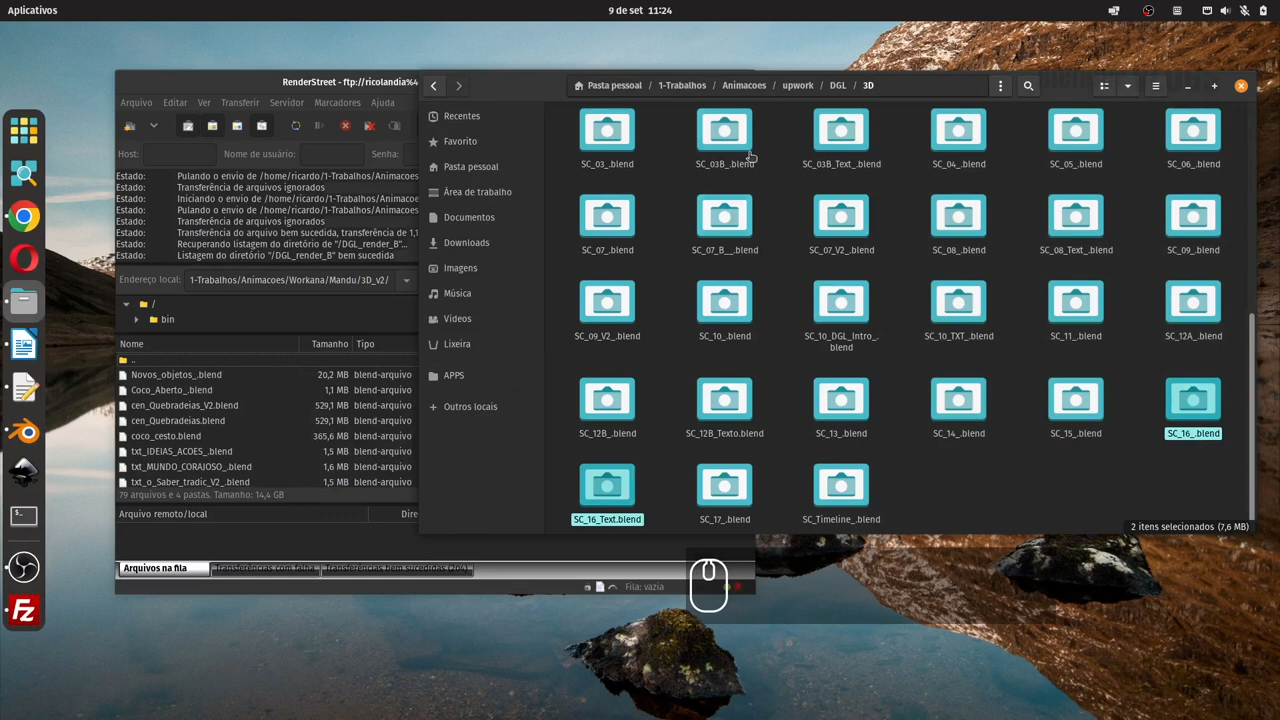 Aplicativos
9 de set 11:24
RenderStreet - ftp://ricolandia%4
Arquivo Editar Ver Transferir Servidor Marcadores Ajuda
Host: Nome de usuário: Senha:
Estado: Pulando o envio de /home/ricardo/1-Trabalhos/Animacoes
Estado: Transferência de arquivos ignorados
Estado: Iniciando o envio de /home/ricardo/1-Trabalhos/Animacoes
Estado: Pulando o envio de /home/ricardo/1-Trabalhos/Animacoes
Estado: Transferência de arquivos ignorados
Estado: Transferência do arquivo bem sucedida, transferência de 1,1
Estado: Recuperando listagem do diretório de "/DGL_render_B"...
Estado: Listagem do diretório "/DGL_render_B" bem sucedida
Endereço local: 1-Trabalhos/Animacoes/Workana/Mandu/3D_v2/
/
bin
Nome Tamanho Tipo
..
Novos_objetos_.blend 20,2 MB blend-arquivo
Coco_Aberto_.blend 1,1 MB blend-arquivo
cen_Quebradeias_V2.blend 529,1 MB blend-arquivo
cen_Quebradeias.blend 529,1 MB blend-arquivo
coco_cesto.blend 365,6 MB blend-arquivo
txt_IDEIAS_ACOES_.blend 1,5 MB blend-arquivo
txt_MUNDO_CORAJOSO_.blend 1,6 MB blend-arquivo
txt_o_Saber_tradic_V2_.blend 1,5 MB blend-arquivo
79 arquivos e 4 pastas. Tamanho: 14,4 GB
Arquivo remoto/local Dire
Arquivos na fila Transferências com falha Transferências bem sucedidas (204)
Fila: vazia
Pasta pessoal / 1-Trabalhos / Animacoes / upwork / DGL / 3D
Recentes
Favorito
Pasta pessoal
Área de trabalho
Documentos
Downloads
Imagens
Música
Vídeos
Lixeira
APPS
Outros locais
SC_03_.blend SC_03B_.blend SC_03B_Text_.blend SC_04_.blend SC_05_.blend SC_06_.blend
SC_07_.blend SC_07_B__.blend SC_07_V2_.blend SC_08_.blend SC_08_Text_.blend SC_09_.blend
SC_09_V2_.blend SC_10_.blend SC_10_DGL_Intro_. SC_10_TXT_.blend SC_11_.blend SC_12A_.blend
blend
SC_12B_.blend SC_12B_Texto.blend SC_13_.blend SC_14_.blend SC_15_.blend SC_16_.blend
SC_16_Text.blend SC_17_.blend SC_Timeline_.blend
2 itens selecionados (7,6 MB)